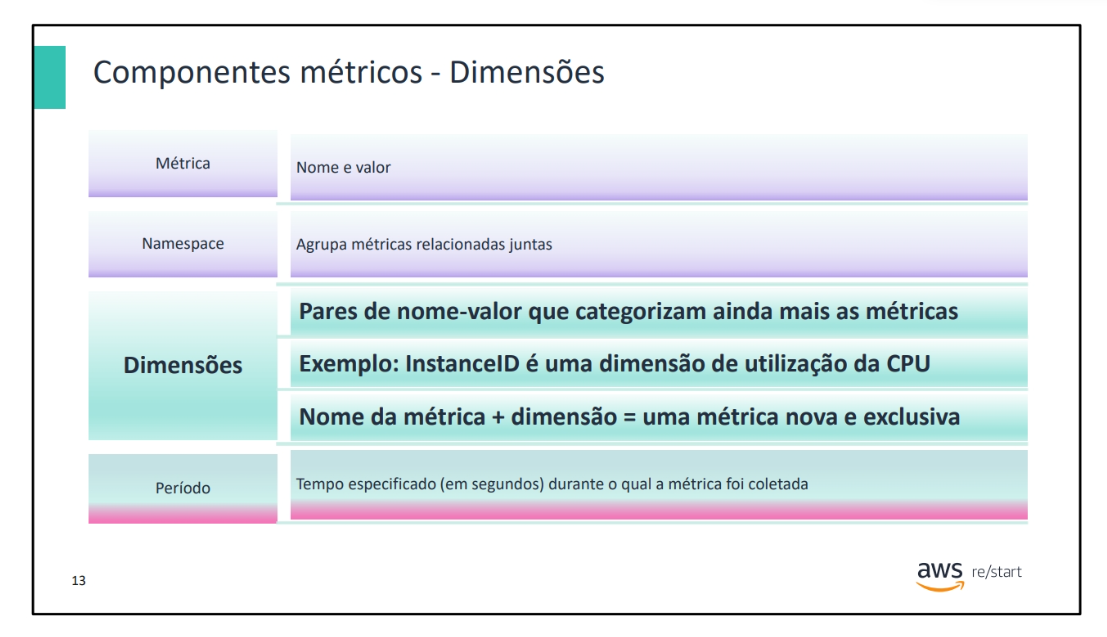 Componentes métricos - Dimensões
Métrica
Nome e valor
Namespace
Agrupa métricas relacionadas juntas
Dimensões
Pares de nome-valor que categorizam ainda mais as métricas
Exemplo: InstanceID é uma dimensão de utilização da CPU
Nome da métrica + dimensão = uma métrica nova e exclusiva
Período
Tempo especificado (em segundos) durante o qual a métrica foi coletada
13
aws re/start